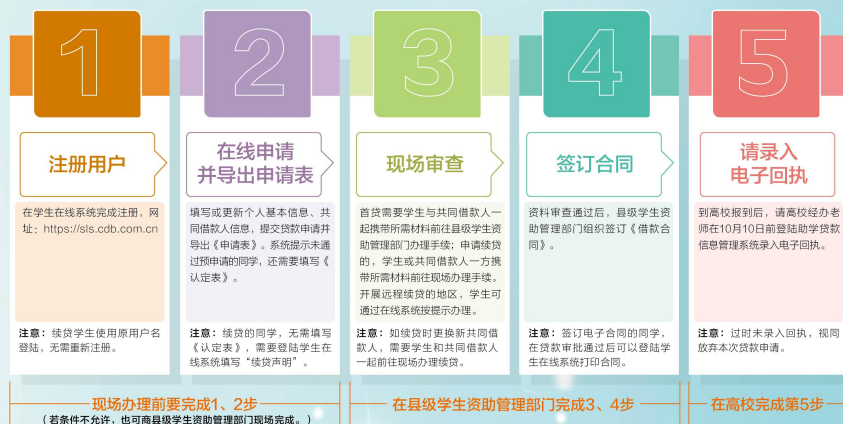 1
注册用户
在学生在线系统完成注册，网
址：https://sls.cdb.com.cn
注意：续贷学生使用原用户名
登陆，无需重新注册。
2
在线申请
并导出申请表
填写或更新个人基本信息、共
同借款人信息，提交贷款申请并
导出《申请表》。系统提示未通
过预申请的同学，还需要填写《
认定表》。
注意：续贷的同学，无需填写
《认定表》，需要登陆学生在
线系统填写“续贷声明”。
3
现场审查
首贷需要学生与共同借款人一
起携带所需材料前往县级学生资
助管理部门办理手续；申请续贷
的，学生或共同借款人一方携
带所需材料前往现场办理手续。
开展远程续贷的地区，学生可
通过在线系统按提示办理。
注意：如续贷时更换新共同借
款人，需要学生和共同借款人
一起前往现场办理续贷。
4
签订合同
资料审查通过后，县级学生资
助管理部门组织签订《借款合
同》。
注意：签订电子合同的同学，
在贷款审批通过后可以登陆学
生在线系统打印合同。
5
请录入
电子回执
到高校报到后，请高校经办老
师在10月10日前登陆助学贷款
信息管理系统录入电子回执。
注意：过时未录入回执，视同
放弃本次贷款申请。
现场办理前要完成1、2步
（若条件不允许，也可商县级学生资助管理部门现场完成。）
在县级学生资助管理部门完成3、4步
在高校完成第5步